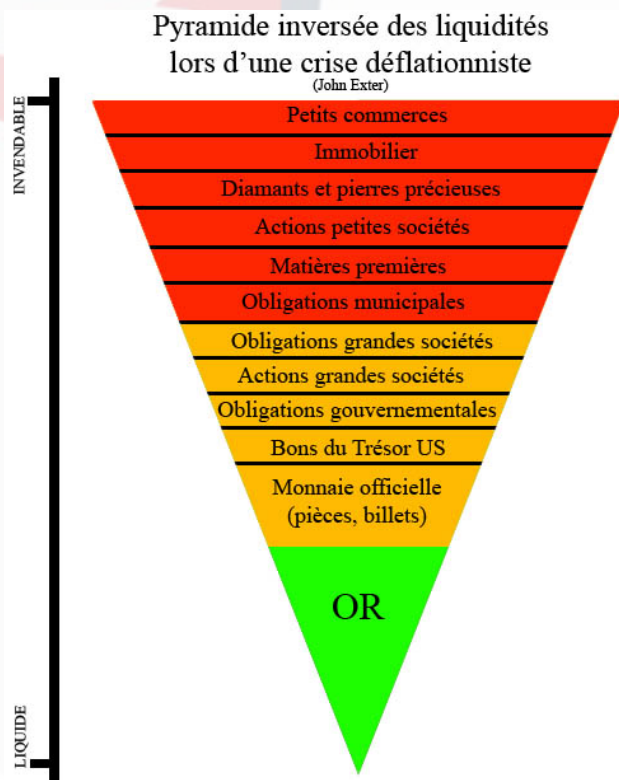 Pyramide inversée des liquidités
lors d'une crise déflationniste
(John Exter)
INVENDABLE
Petits commerces
Immobilier
Diamants et pierres précieuses
Actions petites sociétés
Matières premières
Obligations municipales
Obligations grandes sociétés
Actions grandes sociétés
Obligations gouvernementales
Bons du Trésor US
Monnaie officielle
(pièces, billets)
OR
LIQUIDE